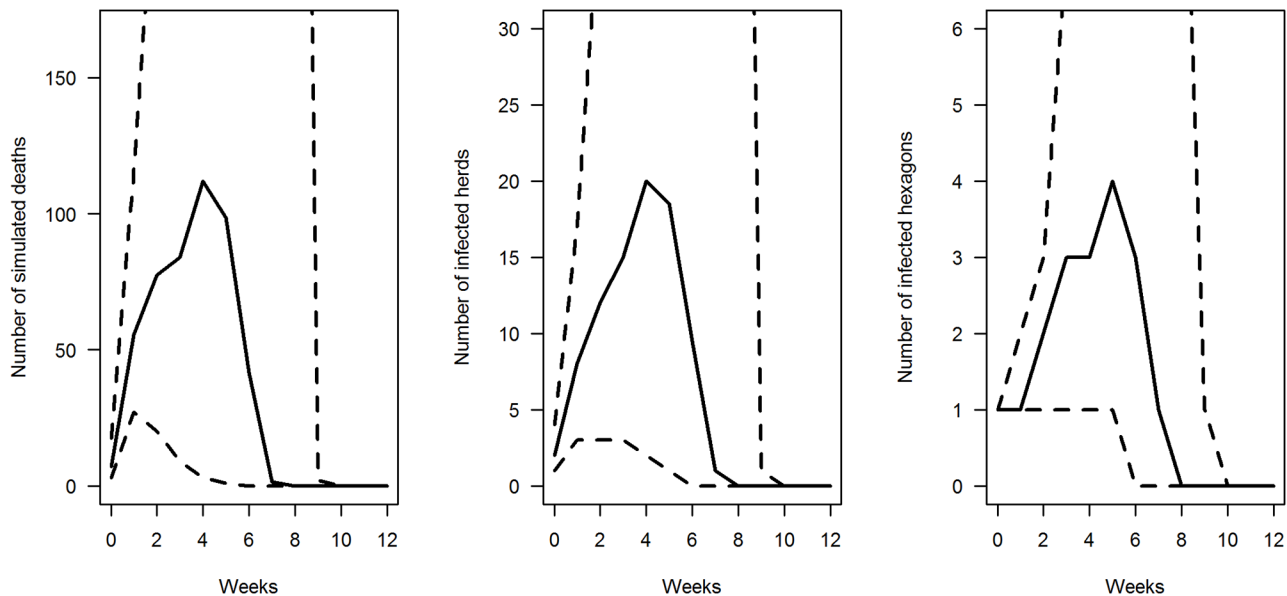 Number of simulated deaths
150
100
50
0
0 2 4 6 8 10 12
Weeks
Number of infected herds
30
25
20
15
10
5
0
0 2 4 6 8 10 12
Weeks
Number of infected hexagons
6
5
4
3
2
1
0
0 2 4 6 8 10 12
Weeks